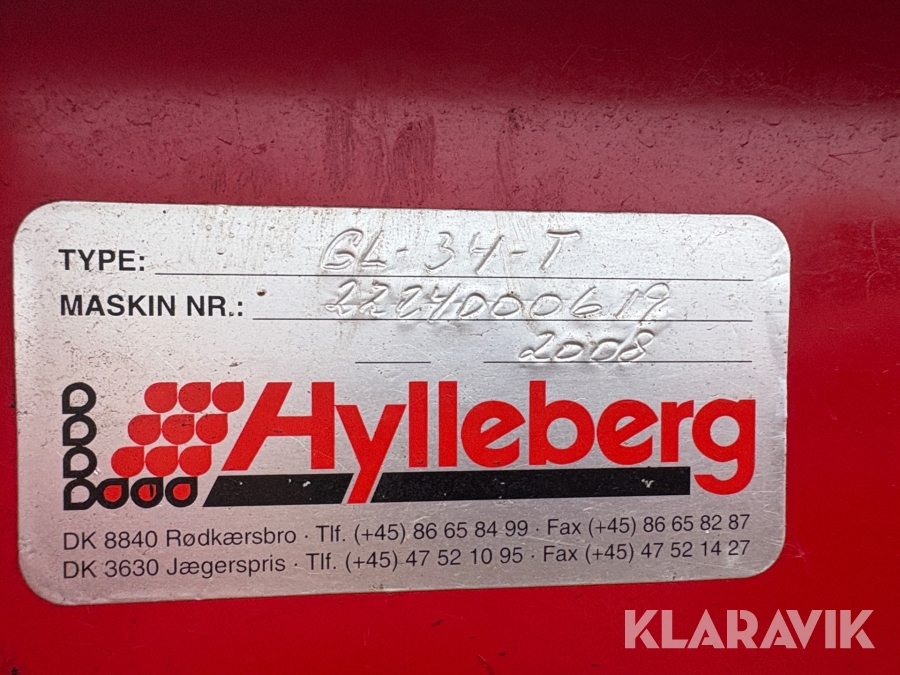 TYPE: GL-34-T
MASKIN NR.: 2224000619
2008
Hylleberg
DK 8840 Rødkærsbro · Tlf. (+45) 86 65 84 99 · Fax (+45) 86 65 82 87
DK 3630 Jægerspris · Tlf. (+45) 47 52 10 95 · Fax (+45) 47 52 14 27
KLARAVIK